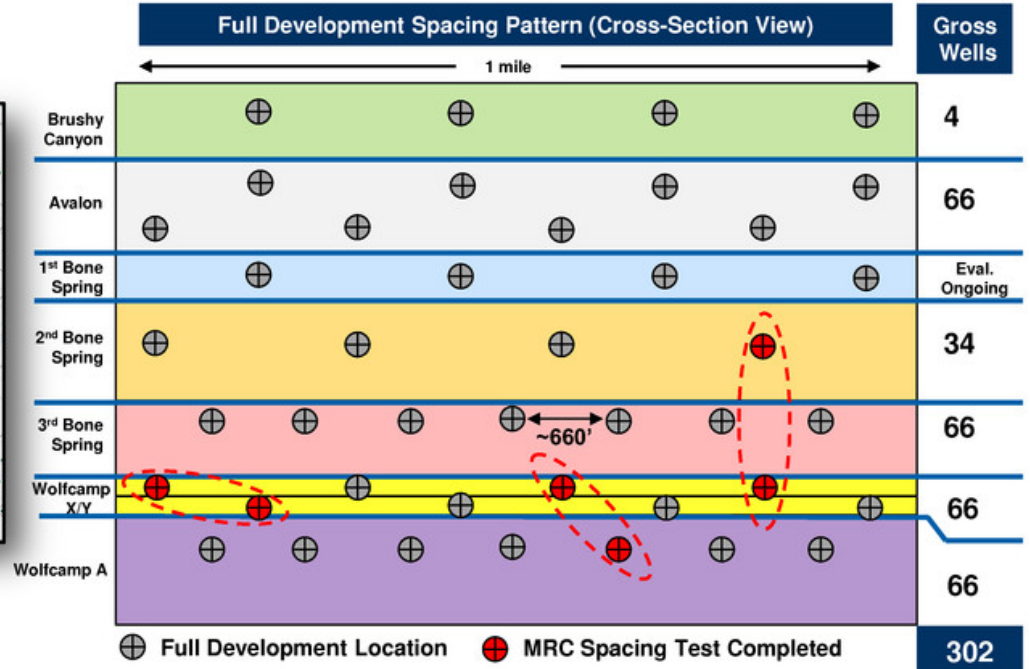 Full Development Spacing Pattern (Cross-Section View)
Gross
Wells
1 mile
Brushy
Canyon
4
Avalon
66
1st Bone
Spring
Eval.
Ongoing
2nd Bone
Spring
34
3rd Bone
Spring
~660’
66
Wolfcamp
X/Y
66
Wolfcamp A
66
Full Development Location
MRC Spacing Test Completed
302